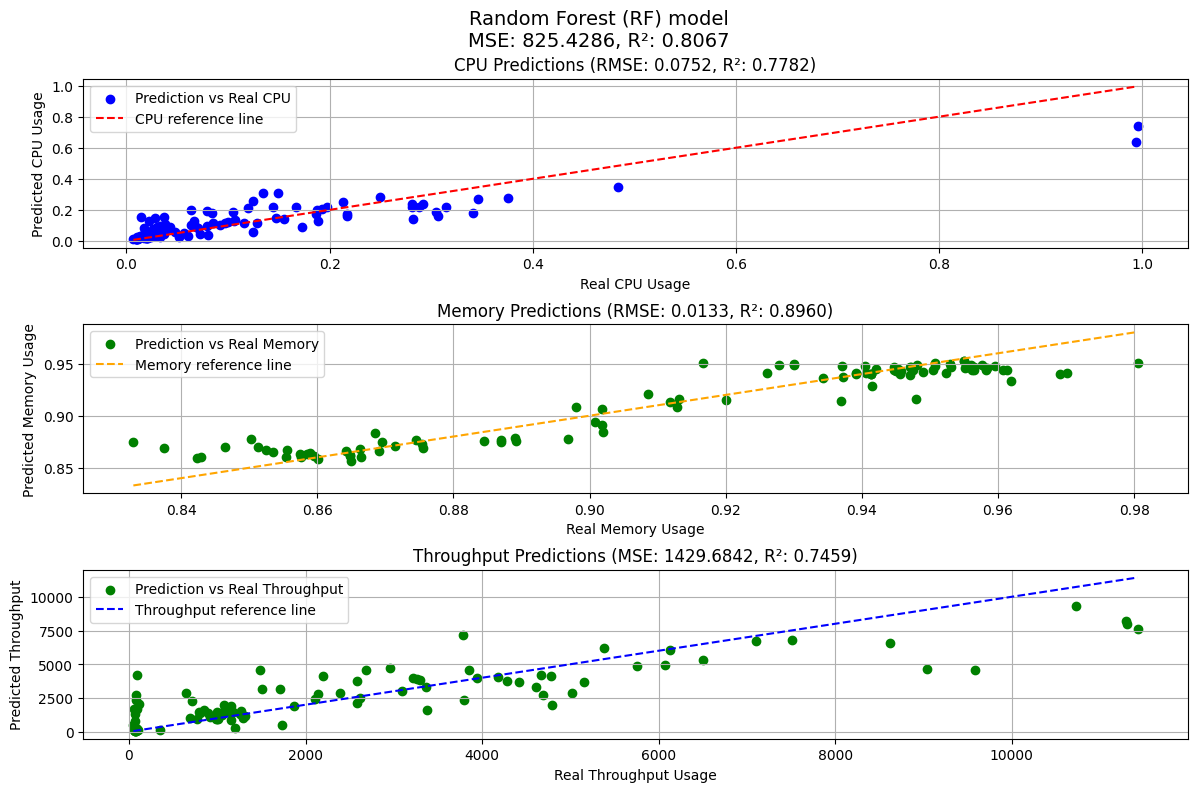 Random Forest (RF) model
MSE: 825.4286, R²: 0.8067
CPU Predictions (RMSE: 0.0752, R²: 0.7782)
Predicted CPU Usage
1.0
0.8
0.6
0.4
0.2
0.0
Prediction vs Real CPU
CPU reference line
0.0 0.2 0.4 0.6 0.8 1.0
Real CPU Usage
Memory Predictions (RMSE: 0.0133, R²: 0.8960)
Predicted Memory Usage
0.95
0.90
0.85
Prediction vs Real Memory
Memory reference line
0.84 0.86 0.88 0.90 0.92 0.94 0.96 0.98
Real Memory Usage
Throughput Predictions (MSE: 1429.6842, R²: 0.7459)
Predicted Throughput
10000
7500
5000
2500
0
Prediction vs Real Throughput
Throughput reference line
0 2000 4000 6000 8000 10000
Real Throughput Usage